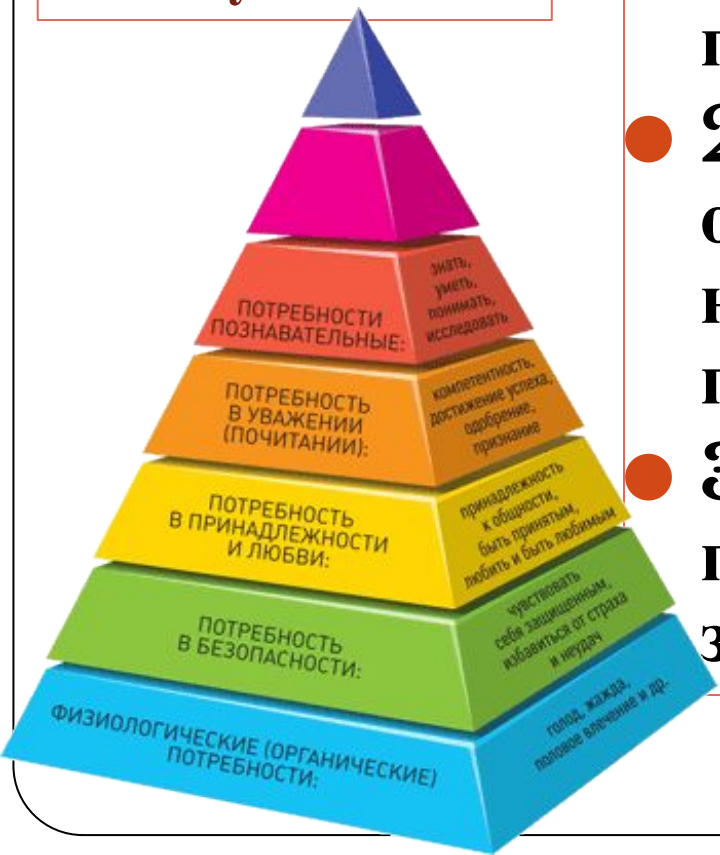 ПОТРЕБНОСТИ
ПОЗНАВАТЕЛЬНЫЕ:
знать,
уметь,
понимать,
исследовать
ПОТРЕБНОСТЬ
В УВАЖЕНИИ
(ПОЧИТАНИИ):
компетентность,
достижение успеха,
одобрение,
признание
ПОТРЕБНОСТЬ
В ПРИНАДЛЕЖНОСТИ
И ЛЮБВИ:
принадлежность
к общности,
быть принятым,
любить и быть любимым
ПОТРЕБНОСТЬ
В БЕЗОПАСНОСТИ:
чувствовать
себя защищенным,
избавиться от страха
и неудач
ФИЗИОЛОГИЧЕСКИЕ (ОРГАНИЧЕСКИЕ)
ПОТРЕБНОСТИ:
голод, жажда,
половое влечение и др.